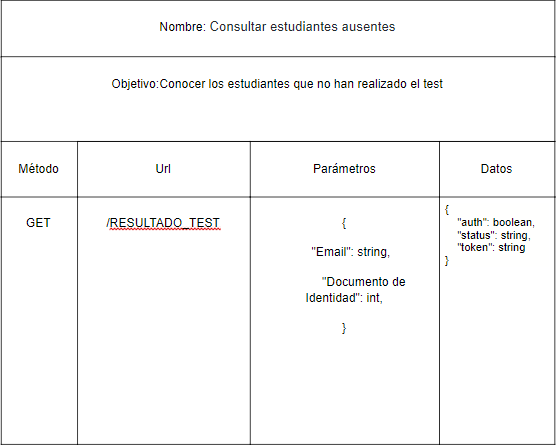 Nombre: Consultar estudiantes ausentes
Objetivo:Conocer los estudiantes que no han realizado el test
Método
Url
Parámetros
Datos
GET
/RESULTADO_TEST
{
"Email": string,
"Documento de
Identidad": int,
}
{
"auth": boolean,
"status": string,
"token": string
}